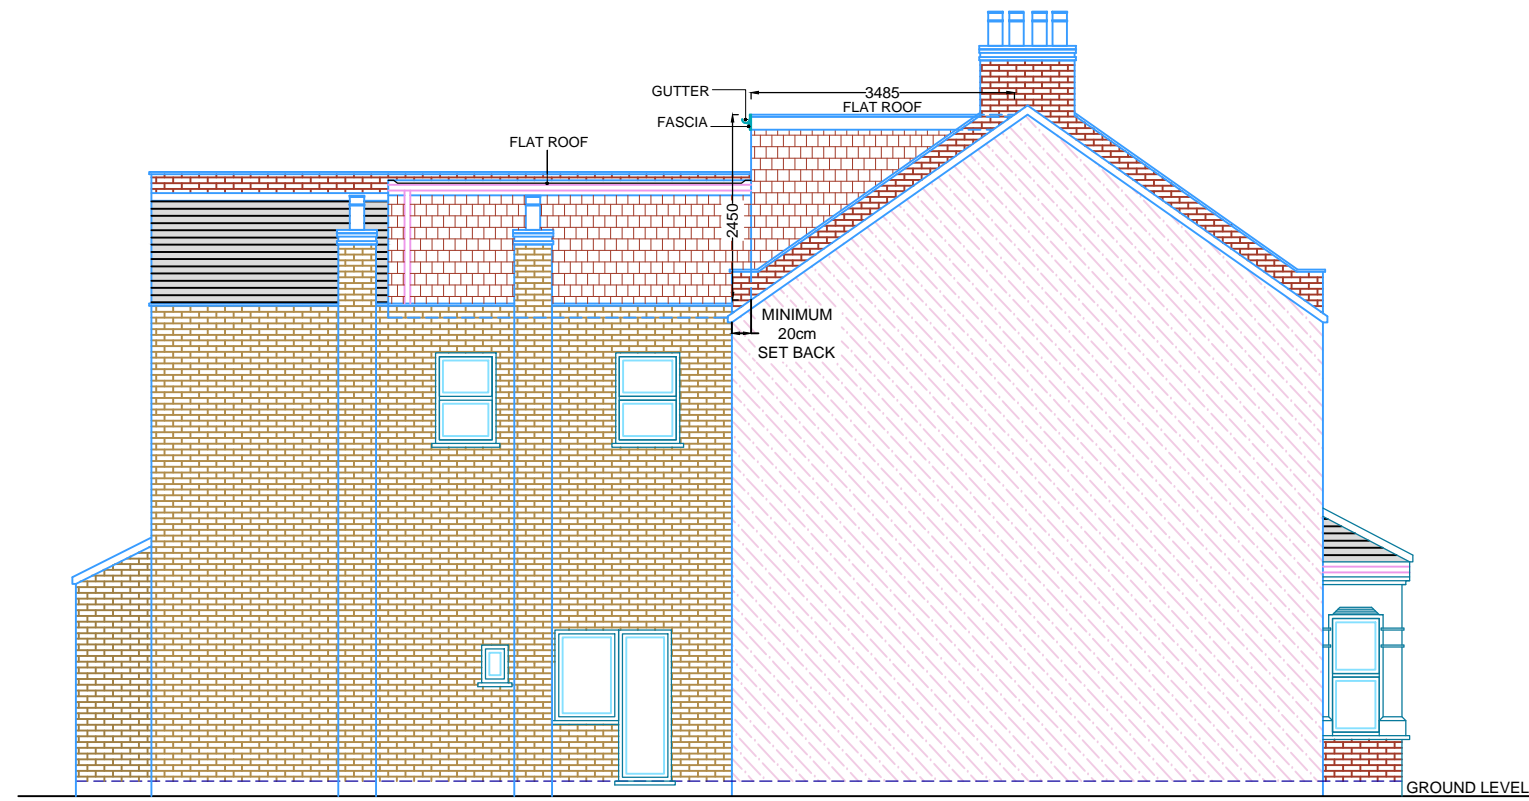 GUTTER
3485
FLAT ROOF
FASCIA
FLAT ROOF
2450
MINIMUM
20cm
SET BACK
GROUND LEVEL